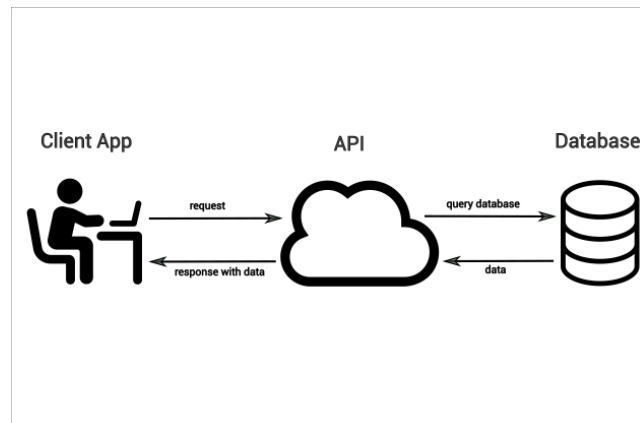 Client App
API
Database
request
query database
response with data
data